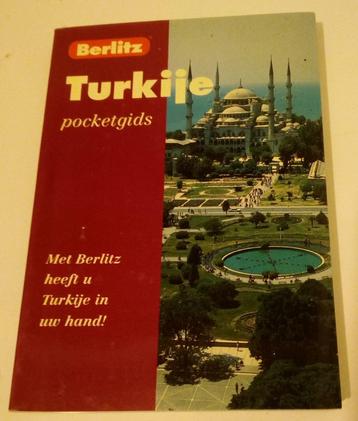 Berlitz
Turkije
pocketgids
Met Berlitz
heeft u
Turkije in
uw hand!